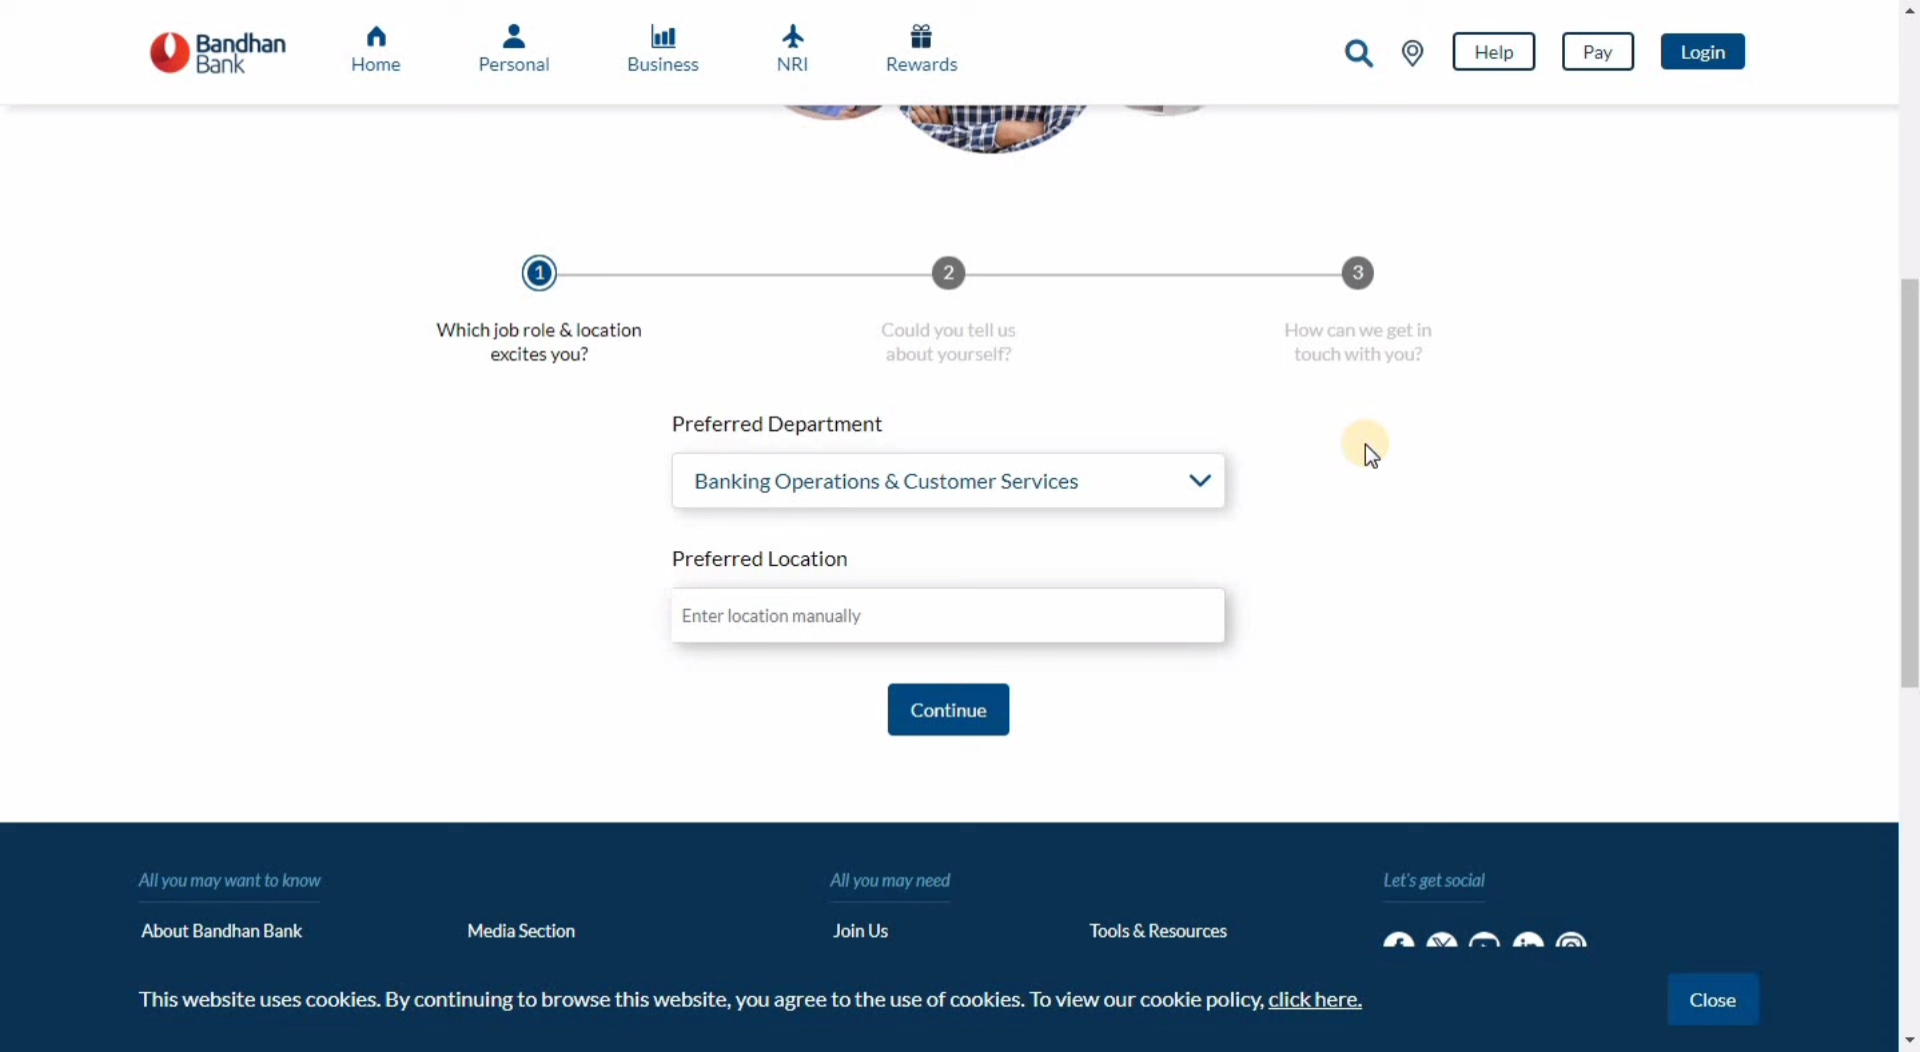 Bandhan
Bank
Home
Personal
Business
NRI
Rewards
Help
Pay
Login
1
2
3
Which job role & location
excites you?
Could you tell us
about yourself?
How can we get in
touch with you?
Preferred Department
Banking Operations & Customer Services
Preferred Location
Enter location manually
Continue
All you may want to know
All you may need
Let's get social
About Bandhan Bank
Media Section
Join Us
Tools & Resources
This website uses cookies. By continuing to browse this website, you agree to the use of cookies. To view our cookie policy, click here.
Close